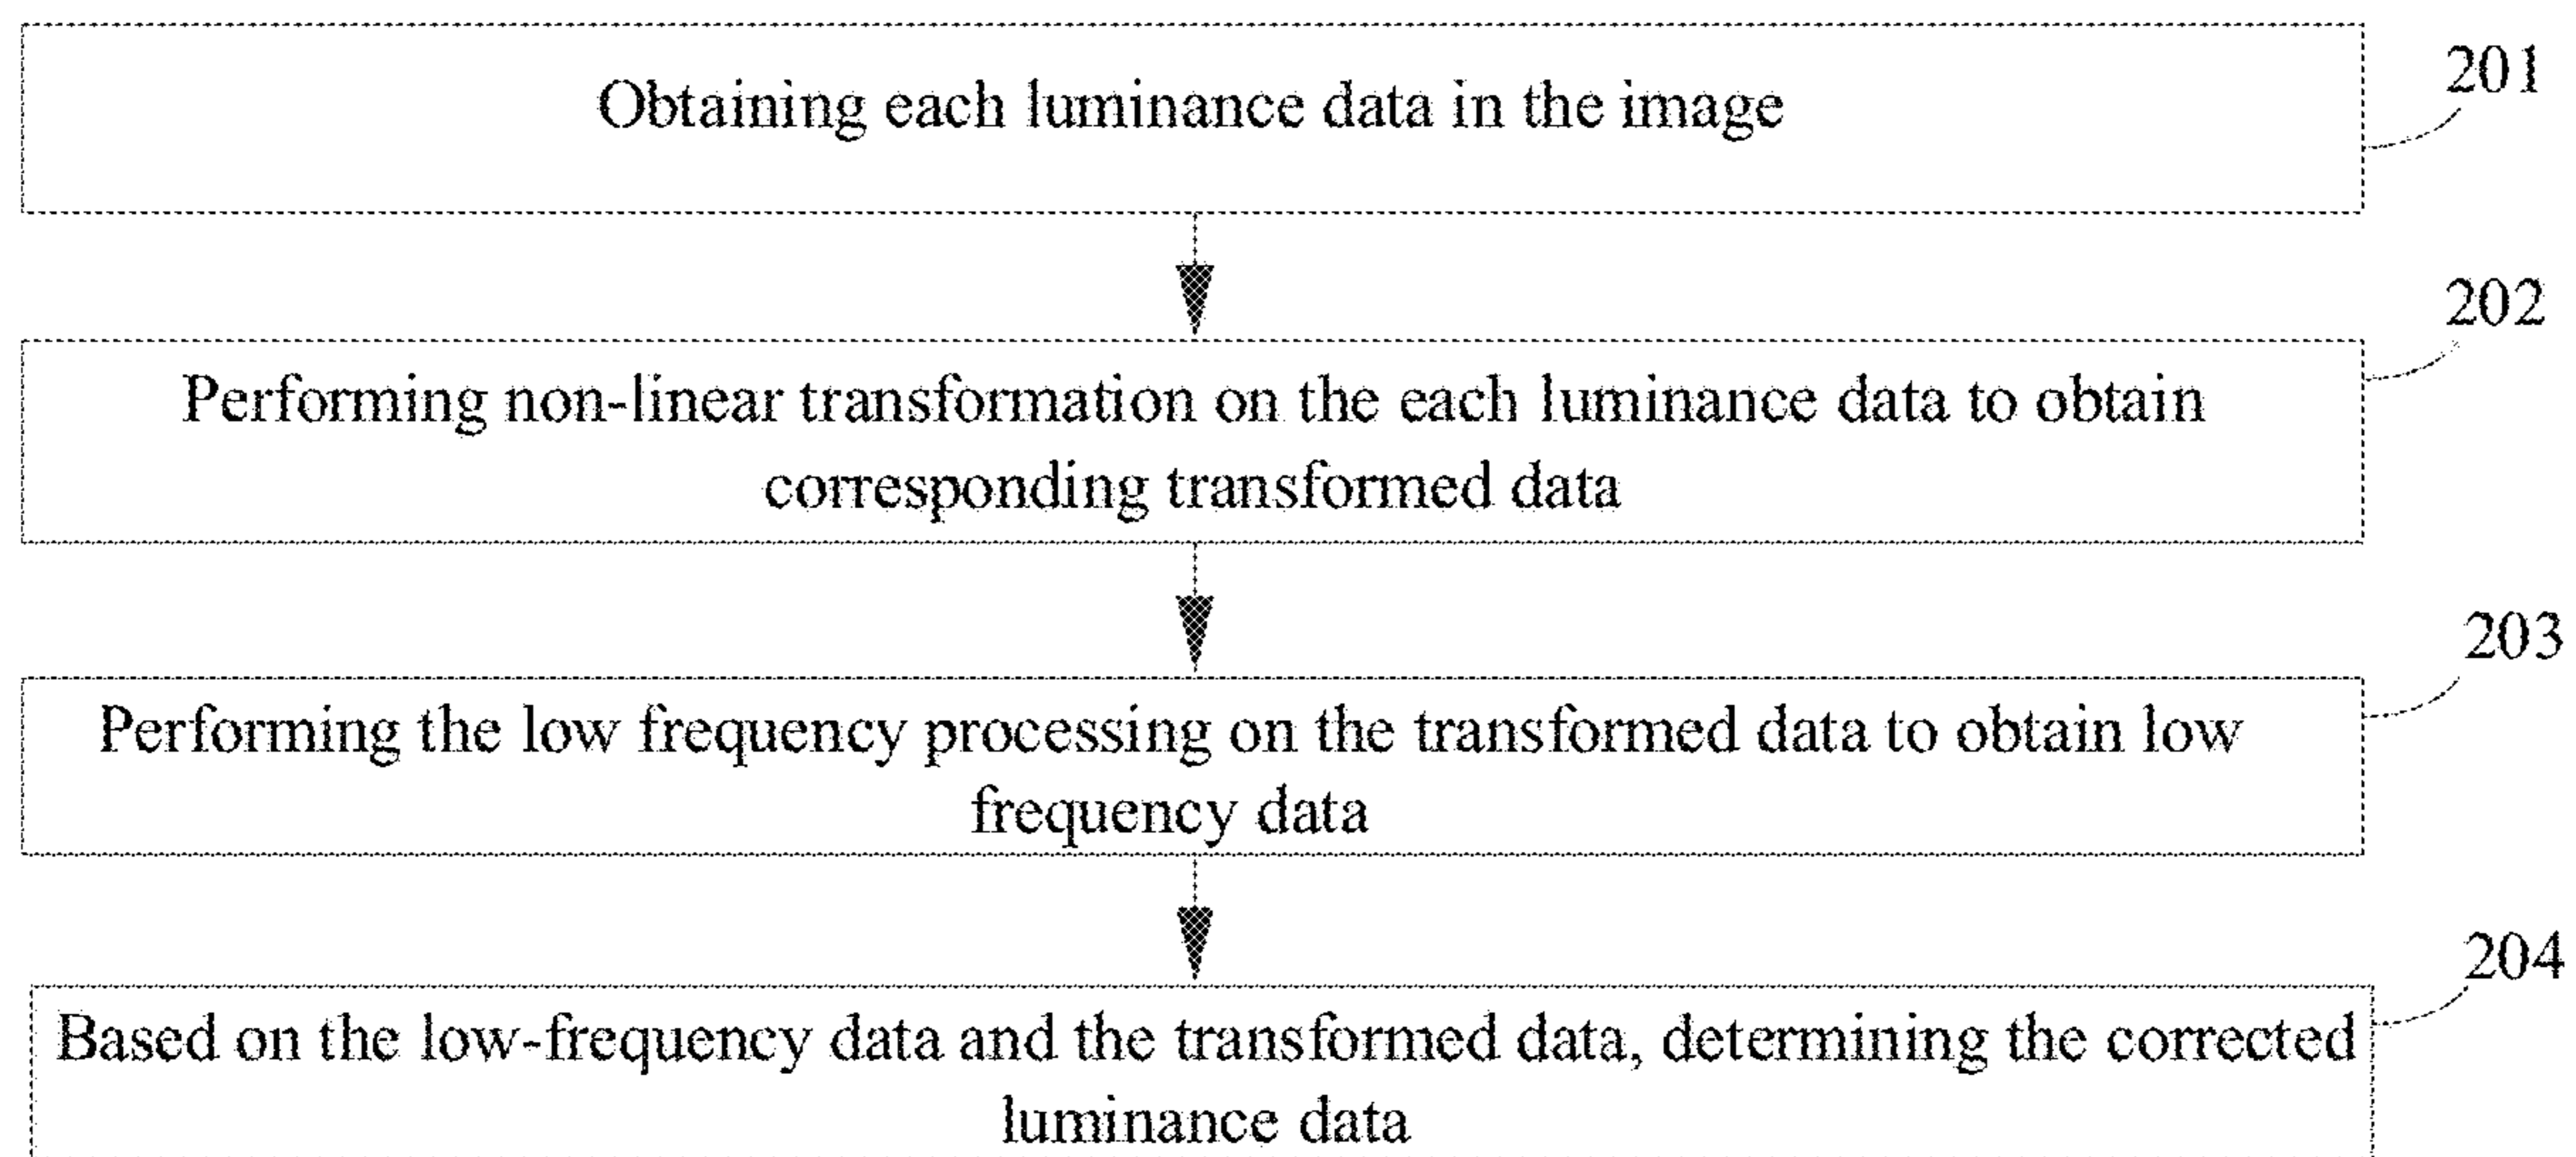 Obtaining each luminance data in the image
201
202
Performing non-linear transformation on the each luminance data to obtain
corresponding transformed data
203
Performing the low frequency processing on the transformed data to obtain low
frequency data
204
Based on the low-frequency data and the transformed data, determining the corrected
luminance data